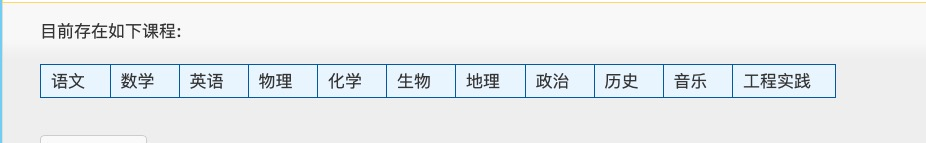 目前存在如下课程:
语文 数学 英语 物理 化学 生物 地理 政治 历史 音乐 工程实践